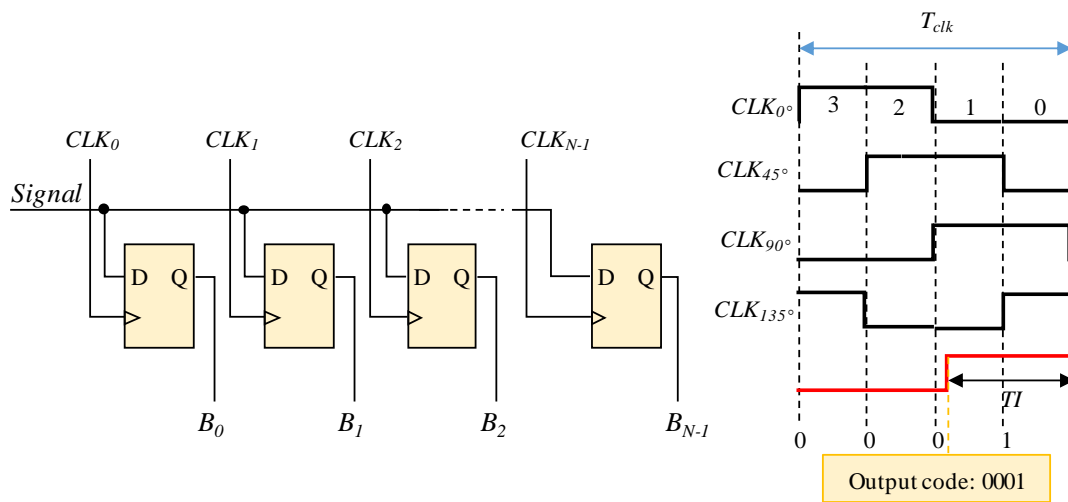 CLK0 CLK1 CLK2 CLKN-1
Signal
D Q D Q D Q D Q
B0 B1 B2 BN-1
Tclk
CLK0° 3 2 1 0
CLK45°
CLK90°
CLK135°
TI
0 0 0 1
Output code: 0001